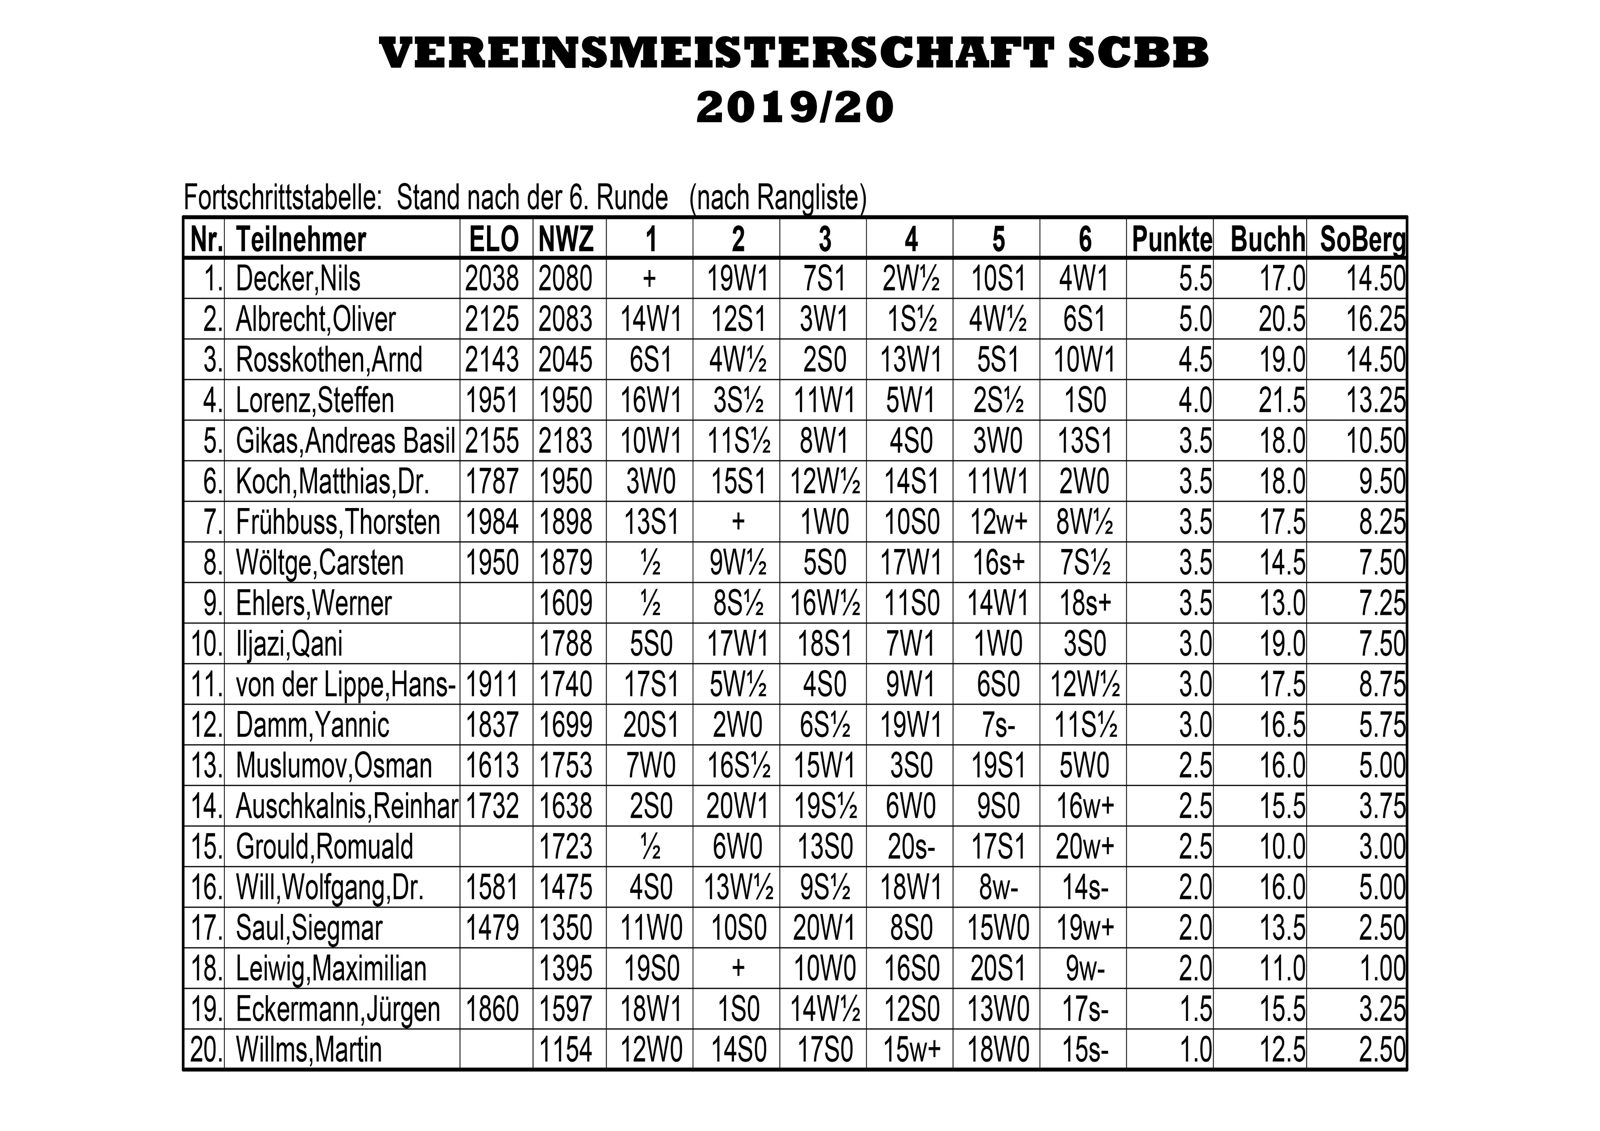 VEREINSMEISTERSCHAFT SCBB
2019/20
Fortschrittstabelle: Stand nach der 6. Runde (nach Rangliste)
Nr. Teilnehmer ELO NWZ 1 2 3 4 5 6 Punkte Buchh SoBerg
1. Decker,Nils 2038 2080 + 19W1 7S1 2W½ 10S1 4W1 5.5 17.0 14.50
2. Albrecht,Oliver 2125 2083 14W1 12S1 3W1 1S½ 4W½ 6S1 5.0 20.5 16.25
3. Rosskothen,Arnd 2143 2045 6S1 4W½ 2S0 13W1 5S1 10W1 4.5 19.0 14.50
4. Lorenz,Steffen 1951 1950 16W1 3S½ 11W1 5W1 2S½ 1S0 4.0 21.5 13.25
5. Gikas,Andreas Basil 2155 2183 10W1 11S½ 8W1 4S0 3W0 13S1 3.5 18.0 10.50
6. Koch,Matthias,Dr. 1787 1950 3W0 15S1 12W½ 14S1 11W1 2W0 3.5 18.0 9.50
7. Frühbuss,Thorsten 1984 1898 13S1 + 1W0 10S0 12w+ 8W½ 3.5 17.5 8.25
8. Wöltge,Carsten 1950 1879 ½ 9W½ 5S0 17W1 16s+ 7S½ 3.5 14.5 7.50
9. Ehlers,Werner 1609 ½ 8S½ 16W½ 11S0 14W1 18s+ 3.5 13.0 7.25
10. Iljazi,Qani 1788 5S0 17W1 18S1 7W1 1W0 3S0 3.0 19.0 7.50
11. von der Lippe,Hans- 1911 1740 17S1 5W½ 4S0 9W1 6S0 12W½ 3.0 17.5 8.75
12. Damm,Yannic 1837 1699 20S1 2W0 6S½ 19W1 7s- 11S½ 3.0 16.5 5.75
13. Muslumov,Osman 1613 1753 7W0 16S½ 15W1 3S0 19S1 5W0 2.5 16.0 5.00
14. Auschkalnis,Reinhar 1732 1638 2S0 20W1 19S½ 6W0 9S0 16w+ 2.5 15.5 3.75
15. Grould,Romuald 1723 ½ 6W0 13S0 20s- 17S1 20w+ 2.5 10.0 3.00
16. Will,Wolfgang,Dr. 1581 1475 4S0 13W½ 9S½ 18W1 8w- 14s- 2.0 16.0 5.00
17. Saul,Siegmar 1479 1350 11W0 10S0 20W1 8S0 15W0 19w+ 2.0 13.5 2.50
18. Leiwig,Maximilian 1395 19S0 + 10W0 16S0 20S1 9w- 2.0 11.0 1.00
19. Eckermann,Jürgen 1860 1597 18W1 1S0 14W½ 12S0 13W0 17s- 1.5 15.5 3.25
20. Willms,Martin 1154 12W0 14S0 17S0 15w+ 18W0 15s- 1.0 12.5 2.50